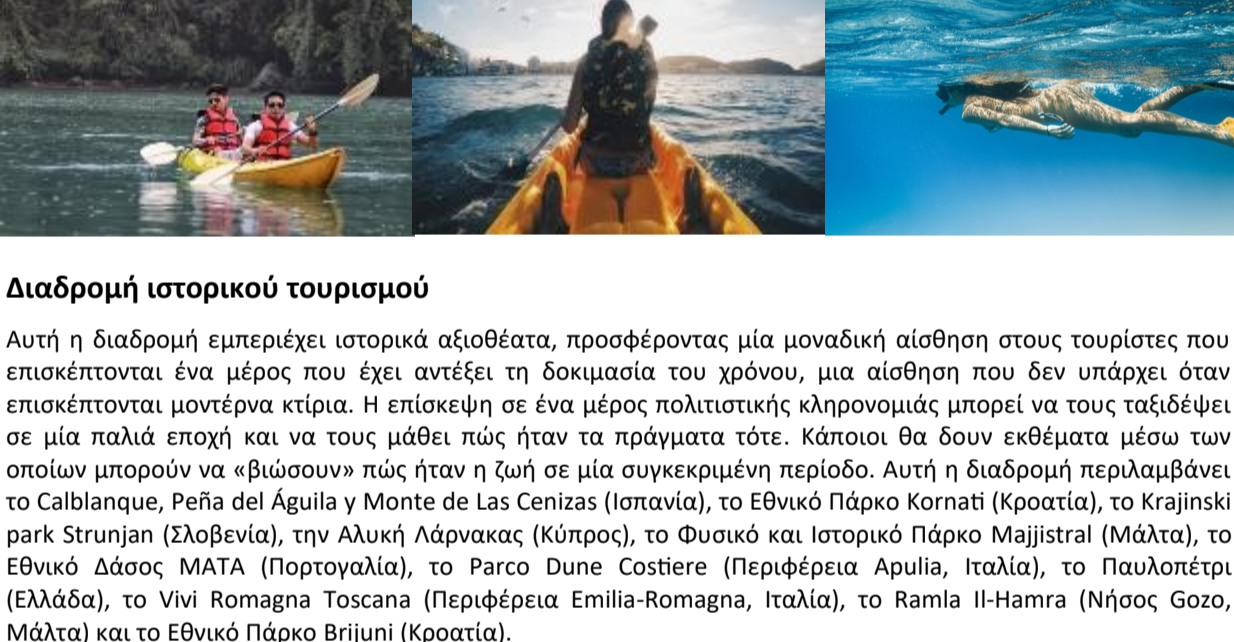 Διαδρομή ιστορικού τουρισμού
Αυτή η διαδρομή εμπεριέχει ιστορικά αξιοθέατα, προσφέροντας μία μοναδική αίσθηση στους τουρίστες που
επισκέπτονται ένα μέρος που έχει αντέξει τη δοκιμασία του χρόνου, μια αίσθηση που δεν υπάρχει όταν
επισκέπτονται μοντέρνα κτίρια. Η επίσκεψη σε ένα μέρος πολιτιστικής κληρονομιάς μπορεί να τους ταξιδέψει
σε μία παλιά εποχή και να τους μάθει πώς ήταν τα πράγματα τότε. Κάποιοι θα δουν εκθέματα μέσω των
οποίων μπορούν να «βιώσουν» πώς ήταν η ζωή σε μία συγκεκριμένη περίοδο. Αυτή η διαδρομή περιλαμβάνει
το Calblanque, Peña del Águila y Monte de Las Cenizas (Ισπανία), το Εθνικό Πάρκο Kornati (Κροατία), το Krajinski
park Strunjan (Σλοβενία), την Αλυκή Λάρνακας (Κύπρος), το Φυσικό και Ιστορικό Πάρκο Majjistral (Μάλτα), το
Εθνικό Δάσος ΜΑΤΑ (Πορτογαλία), το Parco Dune Costiere (Περιφέρεια Apulia, Ιταλία), το Παυλοπέτρι
(Ελλάδα), το Vivi Romagna Toscana (Περιφέρεια Emilia-Romagna, Ιταλία), το Ramla Il-Hamra (Νήσος Gozo,
Μάλτα) και το Εθνικό Πάρκο Brijuni (Κροατία).